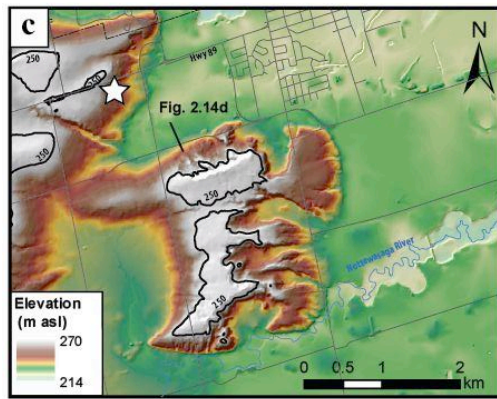 c
N
Hwy 89
250
250
250
Fig. 2.14d
250
Nottawasaga River
250
Elevation
(m asl)
270
214
0 0.5 1 2
km